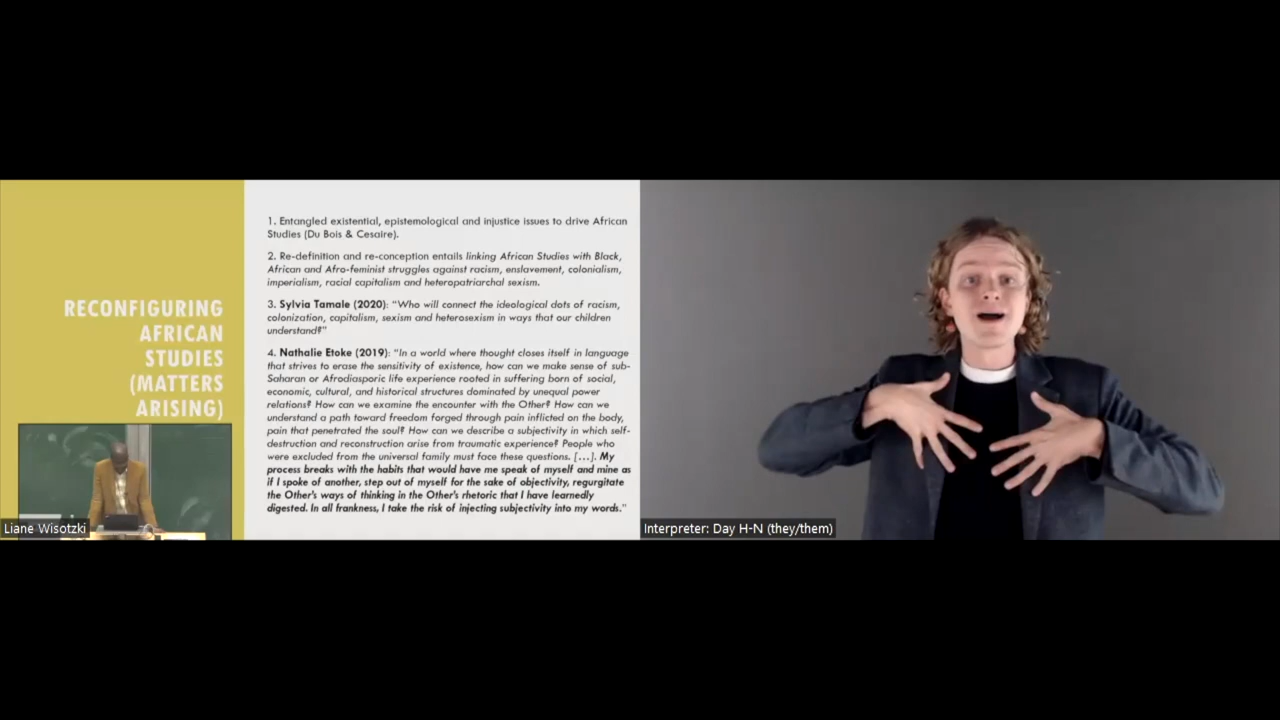 RECONFIGURING
AFRICAN
STUDIES
(MATTERS
ARISING)
Liane Wisotzki
1. Entangled existential, epistemological and injustice issues to drive African
Studies (Du Bois & Cesaire).
2. Re-definition and re-conception entails linking African Studies with Black,
African and Afro-feminist struggles against racism, enslavement, colonialism,
imperialism, racial capitalism and heteropatriarchal sexism.
3. Sylvia Tamale (2020): “Who will connect the ideological dots of racism,
colonization, capitalism, sexism and heterosexism in ways that our children
understand?”
4. Nathalie Etoke (2019): “In a world where thought closes itself in language
that strives to erase the sensitivity of existence, how can we make sense of sub-
Saharan or Afrodiasporic life experience rooted in suffering born of social,
economic, cultural, and historical structures dominated by unequal power
relations? How can we examine the encounter with the Other? How can we
understand a path toward freedom forged through pain inflicted on the body,
pain that penetrated the soul? How can we describe a subjectivity in which self-
destruction and reconstruction arise from traumatic experience? People who
were excluded from the universal family must face these questions. [...]. My
process breaks with the habits that would have me speak of myself and mine as
if I spoke of another, step out of myself for the sake of objectivity, regurgitate
the Other's ways of thinking in the Other's rhetoric that I have learnedly
digested. In all frankness, I take the risk of injecting subjectivity into my words.”
Interpreter: Day H-N (they/them)